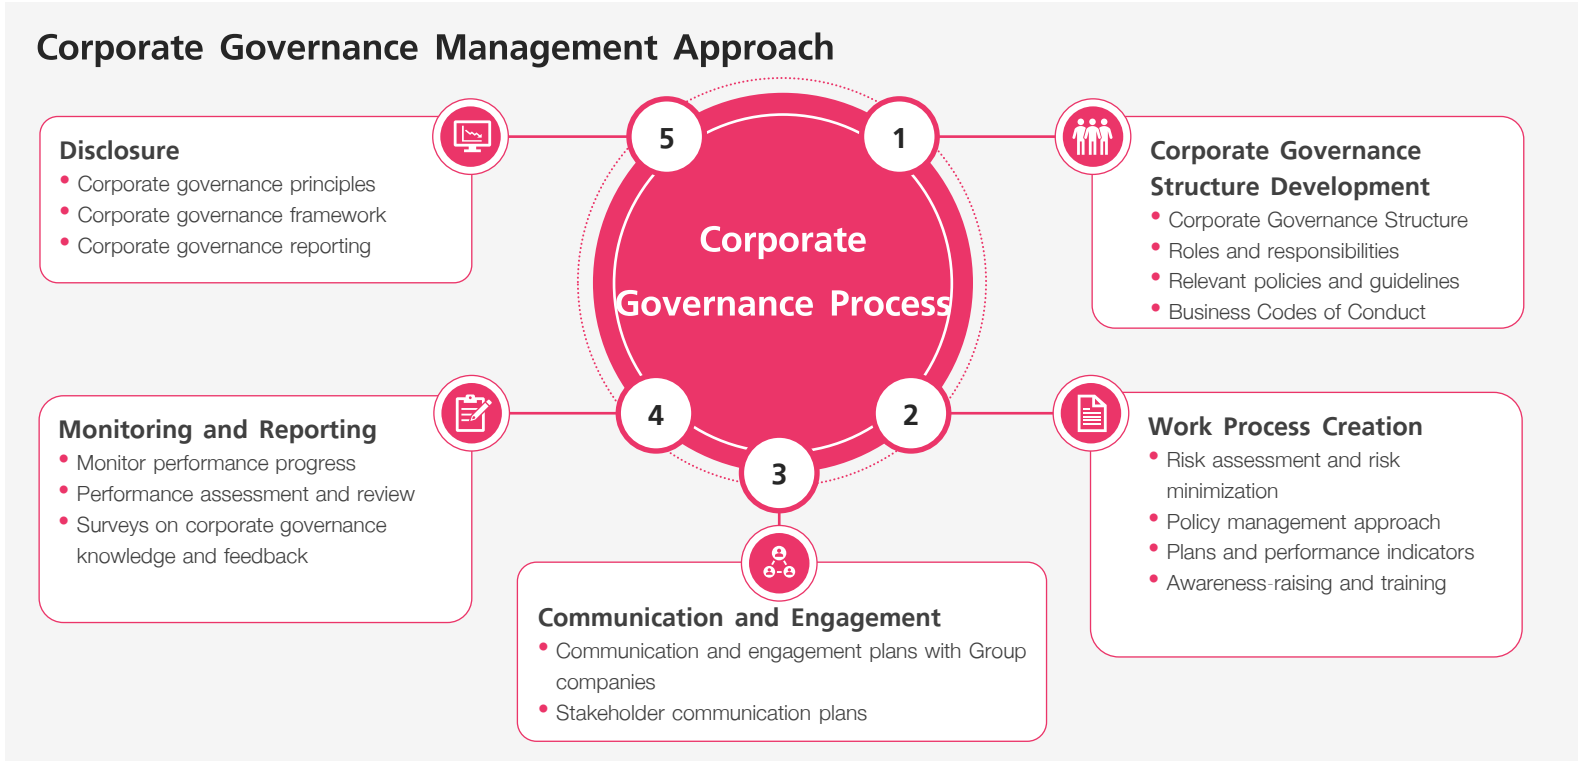 Corporate Governance Management Approach
Corporate
Governance Process
1
Corporate Governance
Structure Development
• Corporate Governance Structure
• Roles and responsibilities
• Relevant policies and guidelines
• Business Codes of Conduct
2
Work Process Creation
• Risk assessment and risk
minimization
• Policy management approach
• Plans and performance indicators
• Awareness-raising and training
3
Communication and Engagement
• Communication and engagement plans with Group
companies
• Stakeholder communication plans
4
Monitoring and Reporting
• Monitor performance progress
• Performance assessment and review
• Surveys on corporate governance
knowledge and feedback
5
Disclosure
• Corporate governance principles
• Corporate governance framework
• Corporate governance reporting